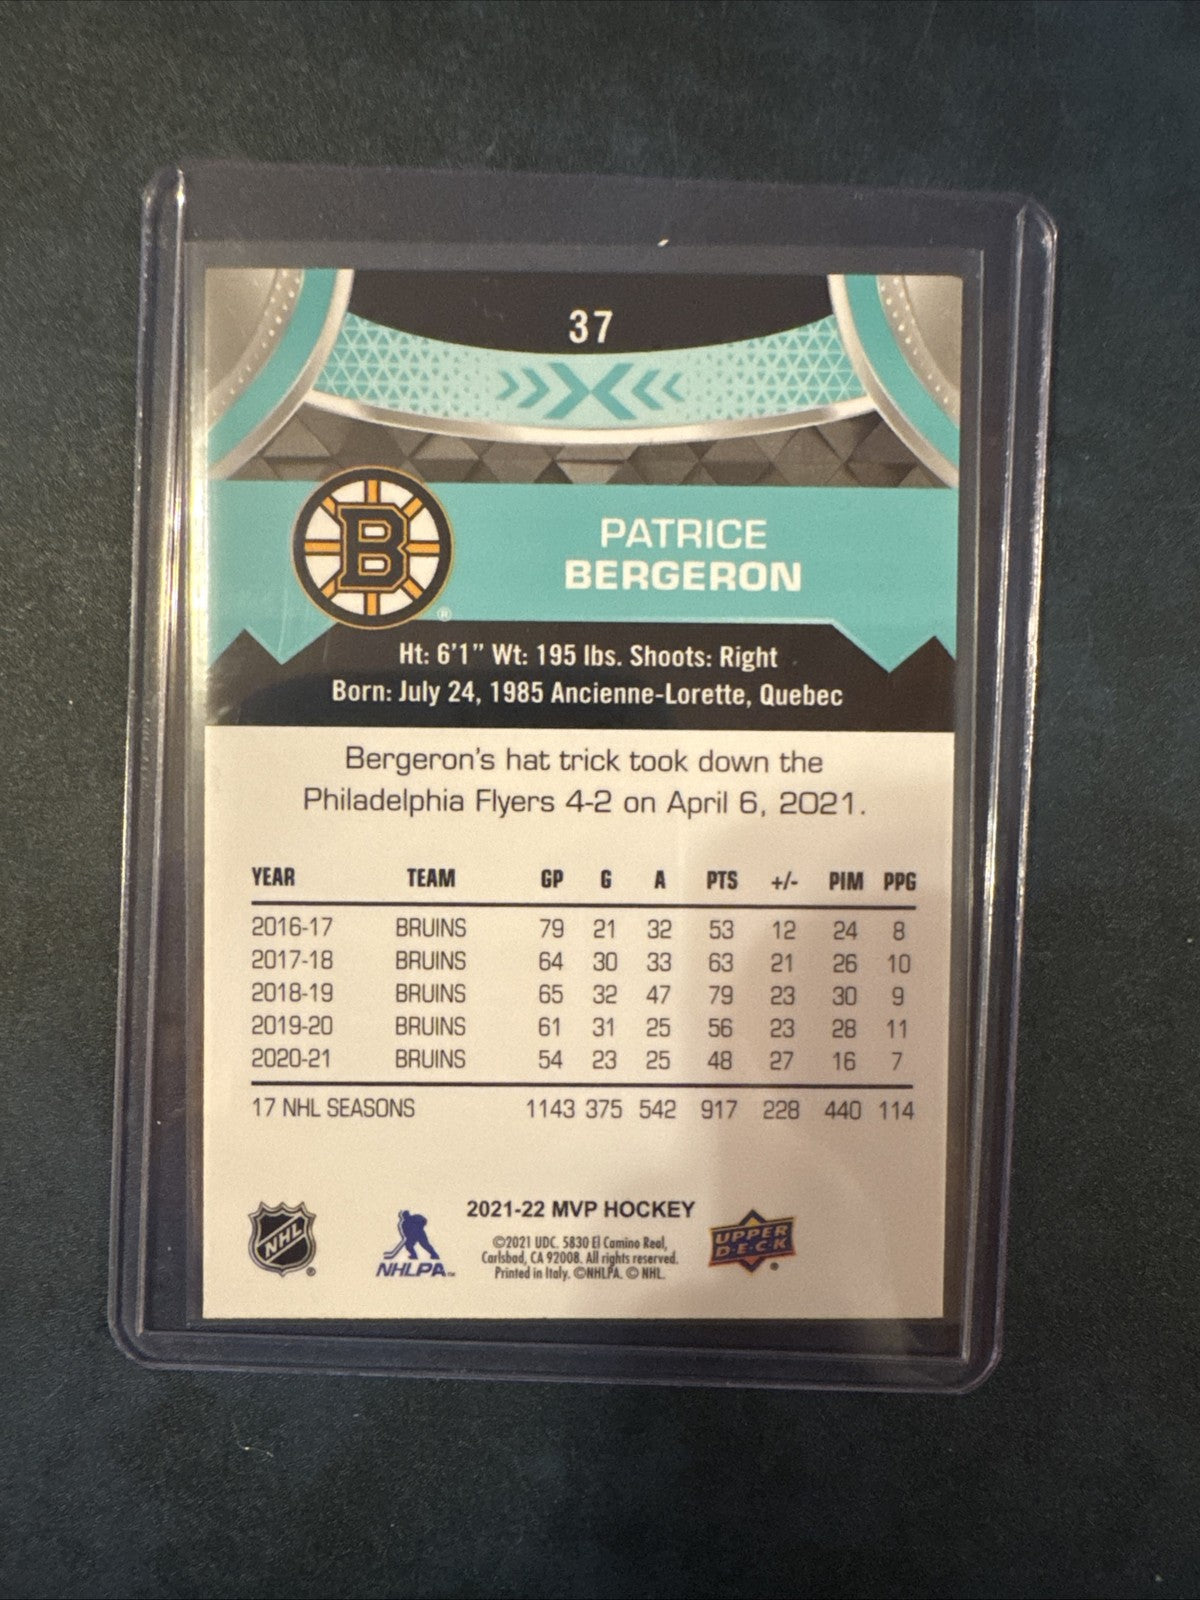 37
B
®
PATRICE
BERGERON
Ht: 6'1" Wt: 195 lbs. Shoots: Right
Born: July 24, 1985 Ancienne-Lorette, Quebec
Bergeron's hat trick took down the
Philadelphia Flyers 4-2 on April 6, 2021.
YEAR TEAM GP G A PTS +/- PIM PPG
2016-17 BRUINS 79 21 32 53 12 24 8
2017-18 BRUINS 64 30 33 63 21 26 10
2018-19 BRUINS 65 32 47 79 23 30 9
2019-20 BRUINS 61 31 25 56 23 28 11
2020-21 BRUINS 54 23 25 48 27 16 7
17 NHL SEASONS 1143 375 542 917 228 440 114
2021-22 MVP HOCKEY
©2021 UDC. 5830 El Camino Real,
Carlsbad, CA 92008. All rights reserved.
Printed in Italy. ©NHLPA. © NHL.
NHL ®
NHLPA™
UPPER
D·E·C·K ®